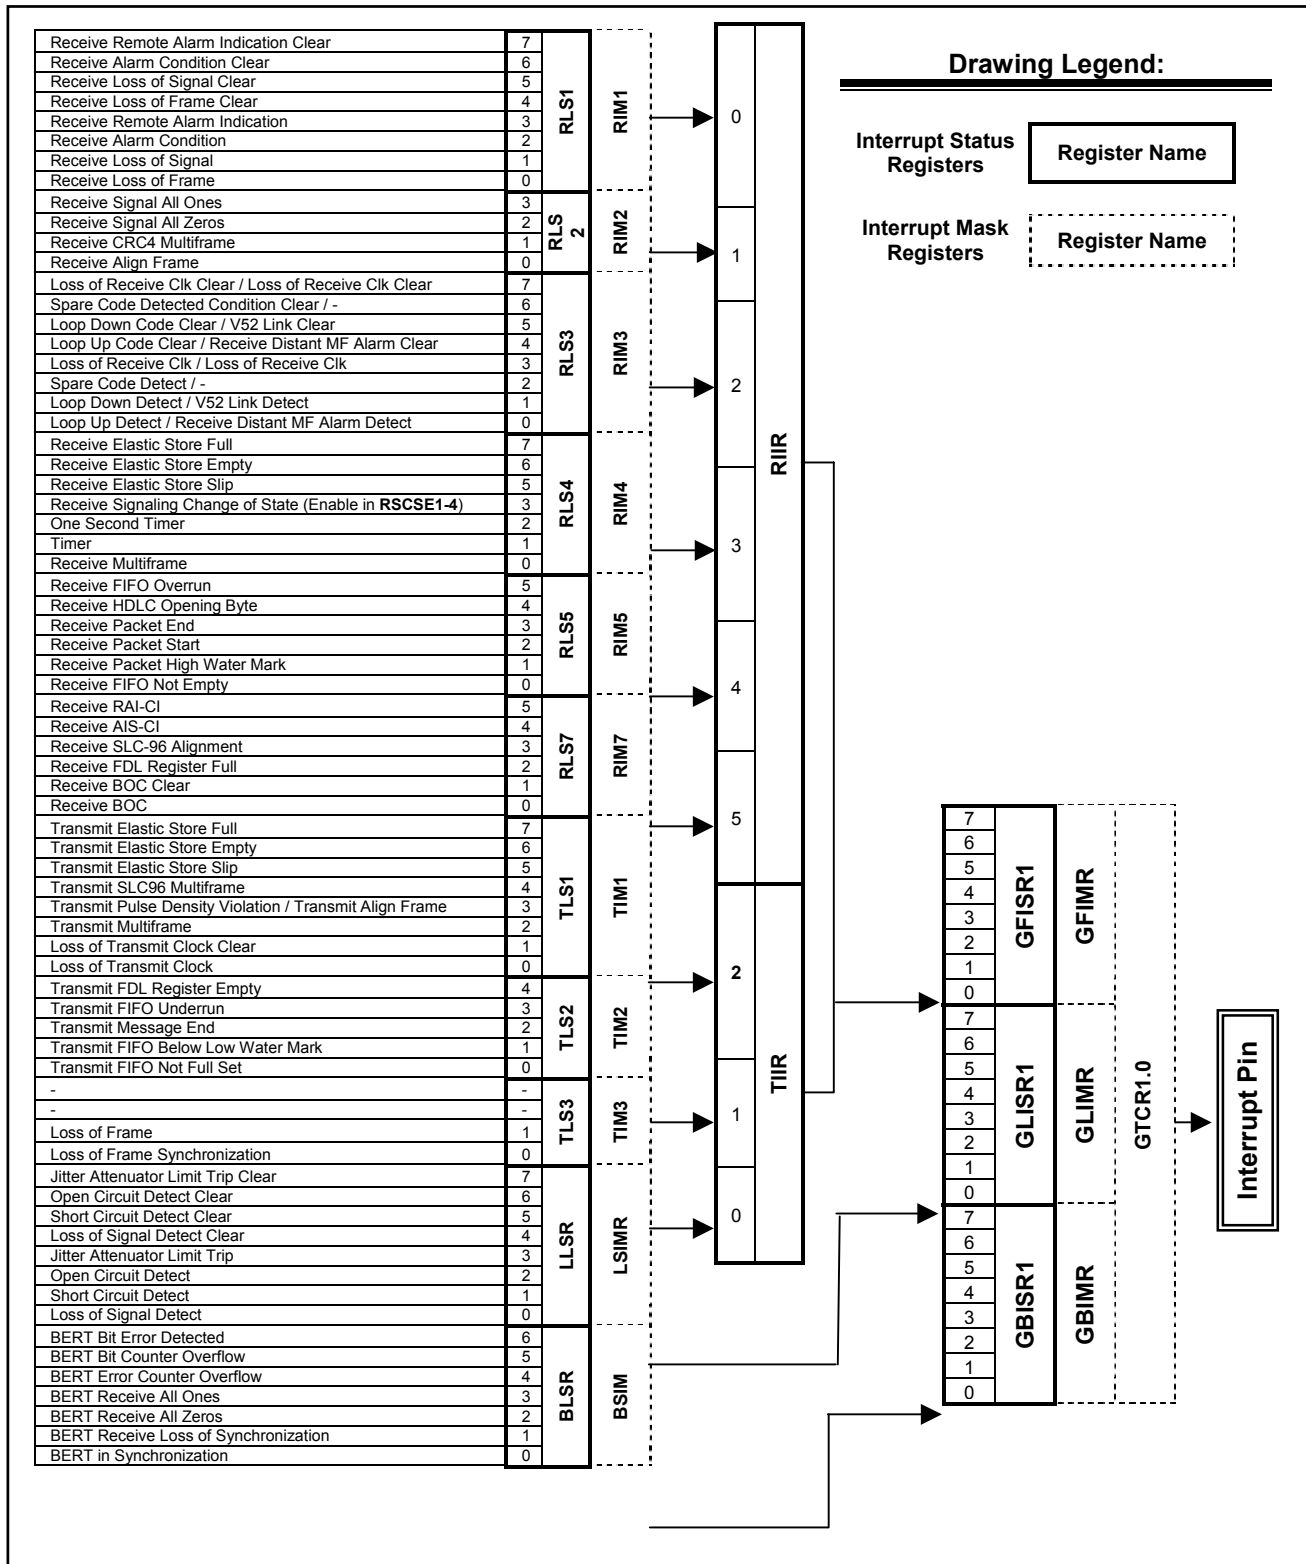 Receive Remote Alarm Indication Clear 7
Receive Alarm Condition Clear 6
Receive Loss of Signal Clear 5
Receive Loss of Frame Clear 4
Receive Remote Alarm Indication 3
Receive Alarm Condition 2
Receive Loss of Signal 1
Receive Loss of Frame 0
RLS1
RIM1
Receive Signal All Ones 3
Receive Signal All Zeros 2
Receive CRC4 Multiframe 1
Receive Align Frame 0
RLS
2
RIM2
Loss of Receive Clk Clear / Loss of Receive Clk Clear 7
Spare Code Detected Condition Clear / - 6
Loop Down Code Clear / V52 Link Clear 5
Loop Up Code Clear / Receive Distant MF Alarm Clear 4
Loss of Receive Clk / Loss of Receive Clk 3
Spare Code Detect / - 2
Loop Down Detect / V52 Link Detect 1
Loop Up Detect / Receive Distant MF Alarm Detect 0
RLS3
RIM3
Receive Elastic Store Full 7
Receive Elastic Store Empty 6
Receive Elastic Store Slip 5
Receive Signaling Change of State (Enable in RSCSE1-4) 3
One Second Timer 2
Timer 1
Receive Multiframe 0
RLS4
RIM4
Receive FIFO Overrun 5
Receive HDLC Opening Byte 4
Receive Packet End 3
Receive Packet Start 2
Receive Packet High Water Mark 1
Receive FIFO Not Empty 0
RLS5
RIM5
Receive RAI-CI 5
Receive AIS-CI 4
Receive SLC-96 Alignment 3
Receive FDL Register Full 2
Receive BOC Clear 1
Receive BOC 0
RLS7
RIM7
Transmit Elastic Store Full 7
Transmit Elastic Store Empty 6
Transmit Elastic Store Slip 5
Transmit SLC96 Multiframe 4
Transmit Pulse Density Violation / Transmit Align Frame 3
Transmit Multiframe 2
Loss of Transmit Clock Clear 1
Loss of Transmit Clock 0
TLS1
TIM1
Transmit FDL Register Empty 4
Transmit FIFO Underrun 3
Transmit Message End 2
Transmit FIFO Below Low Water Mark 1
Transmit FIFO Not Full Set 0
TLS2
TIM2
- -
- -
Loss of Frame 1
Loss of Frame Synchronization 0
TLS3
TIM3
Jitter Attenuator Limit Trip Clear 7
Open Circuit Detect Clear 6
Short Circuit Detect Clear 5
Loss of Signal Detect Clear 4
Jitter Attenuator Limit Trip 3
Open Circuit Detect 2
Short Circuit Detect 1
Loss of Signal Detect 0
LLSR
LSIMR
BERT Bit Error Detected 6
BERT Bit Counter Overflow 5
BERT Error Counter Overflow 4
BERT Receive All Ones 3
BERT Receive All Zeros 2
BERT Receive Loss of Synchronization 1
BERT in Synchronization 0
BLSR
BSIM
0
1
2
3
4
5
RIIR
2
1
0
TIIR
Drawing Legend:
Interrupt Status
Registers
Register Name
Interrupt Mask
Registers
Register Name
7
6
5
4
3
2
1
0
GFISR1
GFIMR
7
6
5
4
3
2
1
0
GLISR1
GLIMR
7
6
5
4
3
2
1
0
GBISR1
GBIMR
GTCR1.0
Interrupt Pin